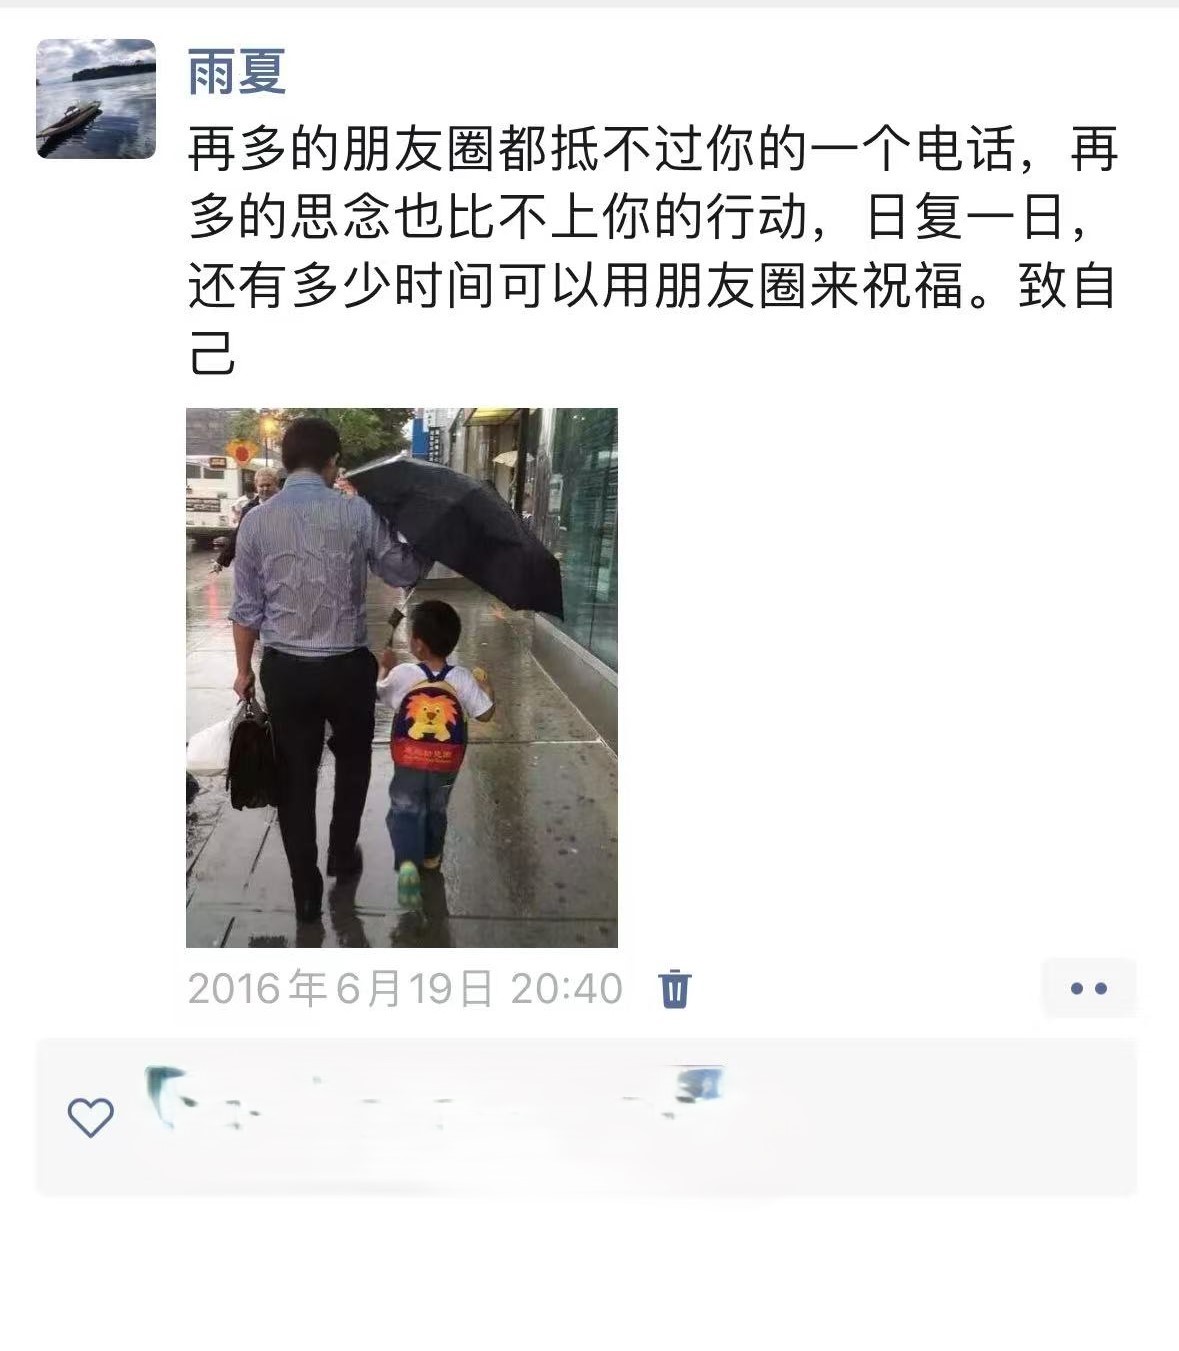 雨夏
再多的朋友圈都抵不过你的一个电话，再
多的思念也比不上你的行动，日复一日，
还有多少时间可以用朋友圈来祝福。致自
己
2016年6月19日 20:40